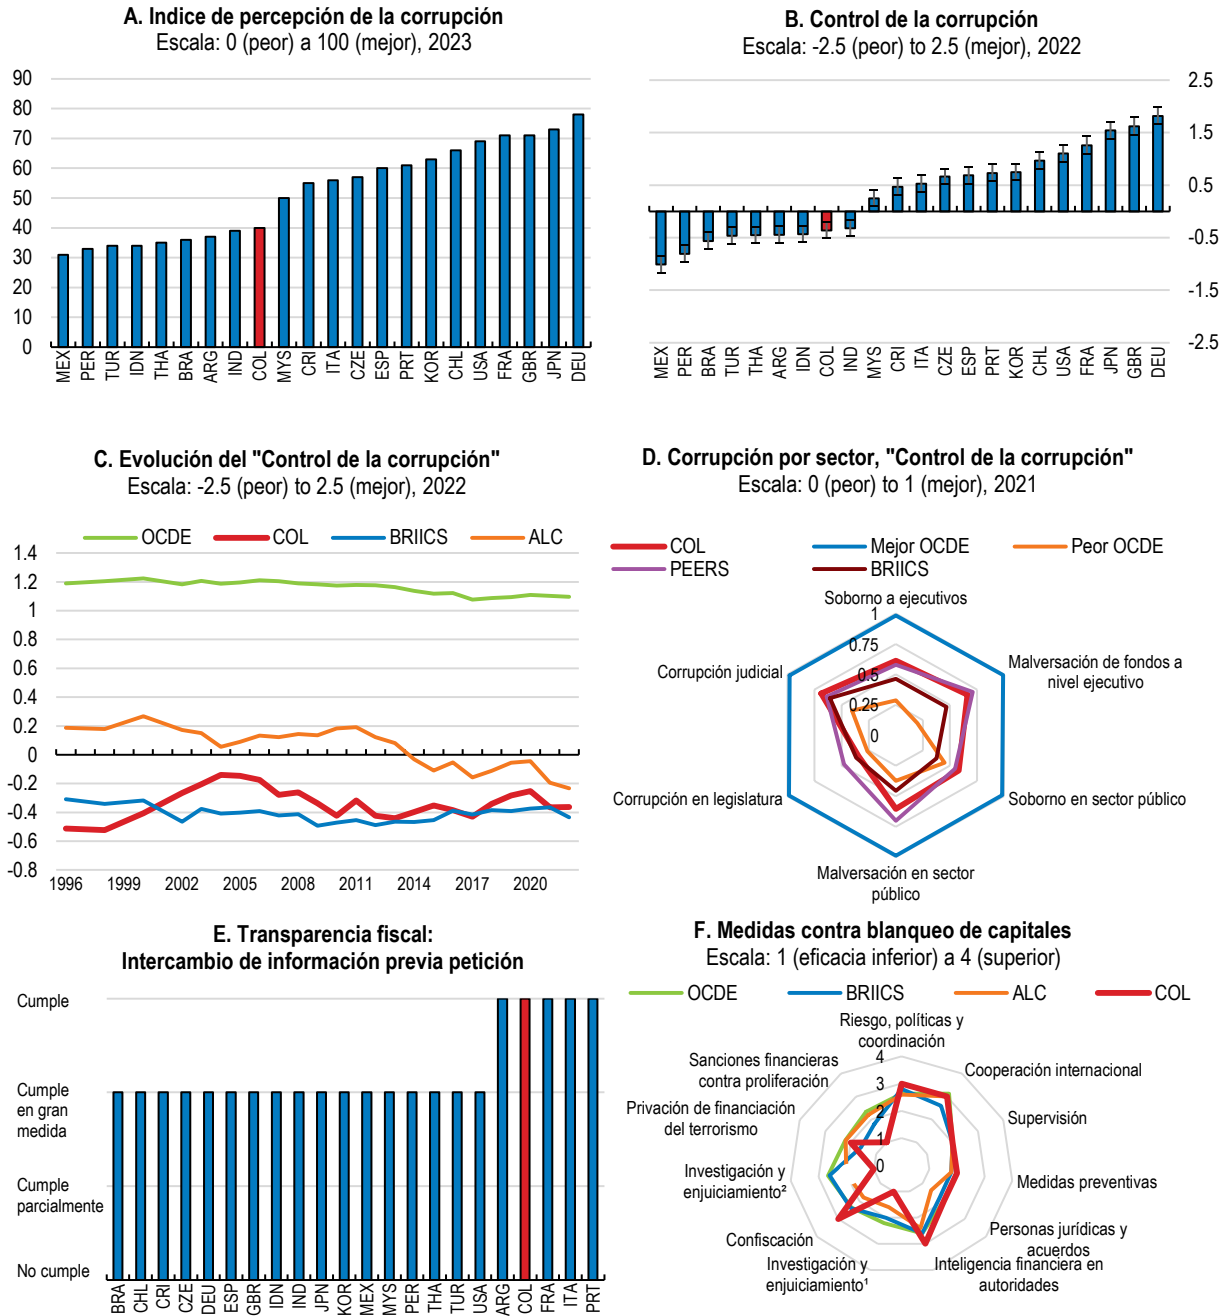 A. Indice de percepción de la corrupción
Escala: 0 (peor) a 100 (mejor), 2023
90
80
70
60
50
40
30
20
10
0
MEX PER TUR IDN THA BRA ARG IND COL MYS CRI ITA CZE ESP PRT KOR CHL USA FRA GBR JPN DEU
B. Control de la corrupción
Escala: -2.5 (peor) to 2.5 (mejor), 2022
2.5
1.5
0.5
-0.5
-1.5
-2.5
MEX PER BRA TUR THA ARG IDN COL IND MYS CRI ITA CZE ESP PRT KOR CHL USA FRA JPN GBR DEU
C. Evolución del "Control de la corrupción"
Escala: -2.5 (peor) to 2.5 (mejor), 2022
OCDE COL BRIICS ALC
1.4
1.2
1
0.8
0.6
0.4
0.2
0
-0.2
-0.4
-0.6
-0.8
1996 1999 2002 2005 2008 2011 2014 2017 2020
D. Corrupción por sector, "Control de la corrupción"
Escala: 0 (peor) to 1 (mejor), 2021
COL Mejor OCDE Peor OCDE
PEERS BRIICS
Soborno a ejecutivos
1
0.75
0.5
0.25
0
Malversación de fondos a
nivel ejecutivo
Soborno en sector público
Malversación en sector
público
Corrupción en legislatura
Corrupción judicial
E. Transparencia fiscal:
Intercambio de información previa petición
Cumple
Cumple
en gran
medida
Cumple
parcialmente
No cumple
BRA CHL CRI CZE DEU ESP GBR IDN IND JPN KOR MEX MYS PER THA TUR USA ARG COL FRA ITA PRT
F. Medidas contra blanqueo de capitales
Escala: 1 (eficacia inferior) a 4 (superior)
OCDE BRIICS ALC COL
Riesgo, políticas y
coordinación
4
3
2
1
0
Cooperación internacional
Supervisión
Medidas preventivas
Personas jurídicas y
acuerdos
Inteligencia financiera en
autoridades
Investigación y
enjuiciamiento¹
Confiscación
Investigación y
enjuiciamiento²
Privación de financiación
del terrorismo
Sanciones financieras
contra proliferación